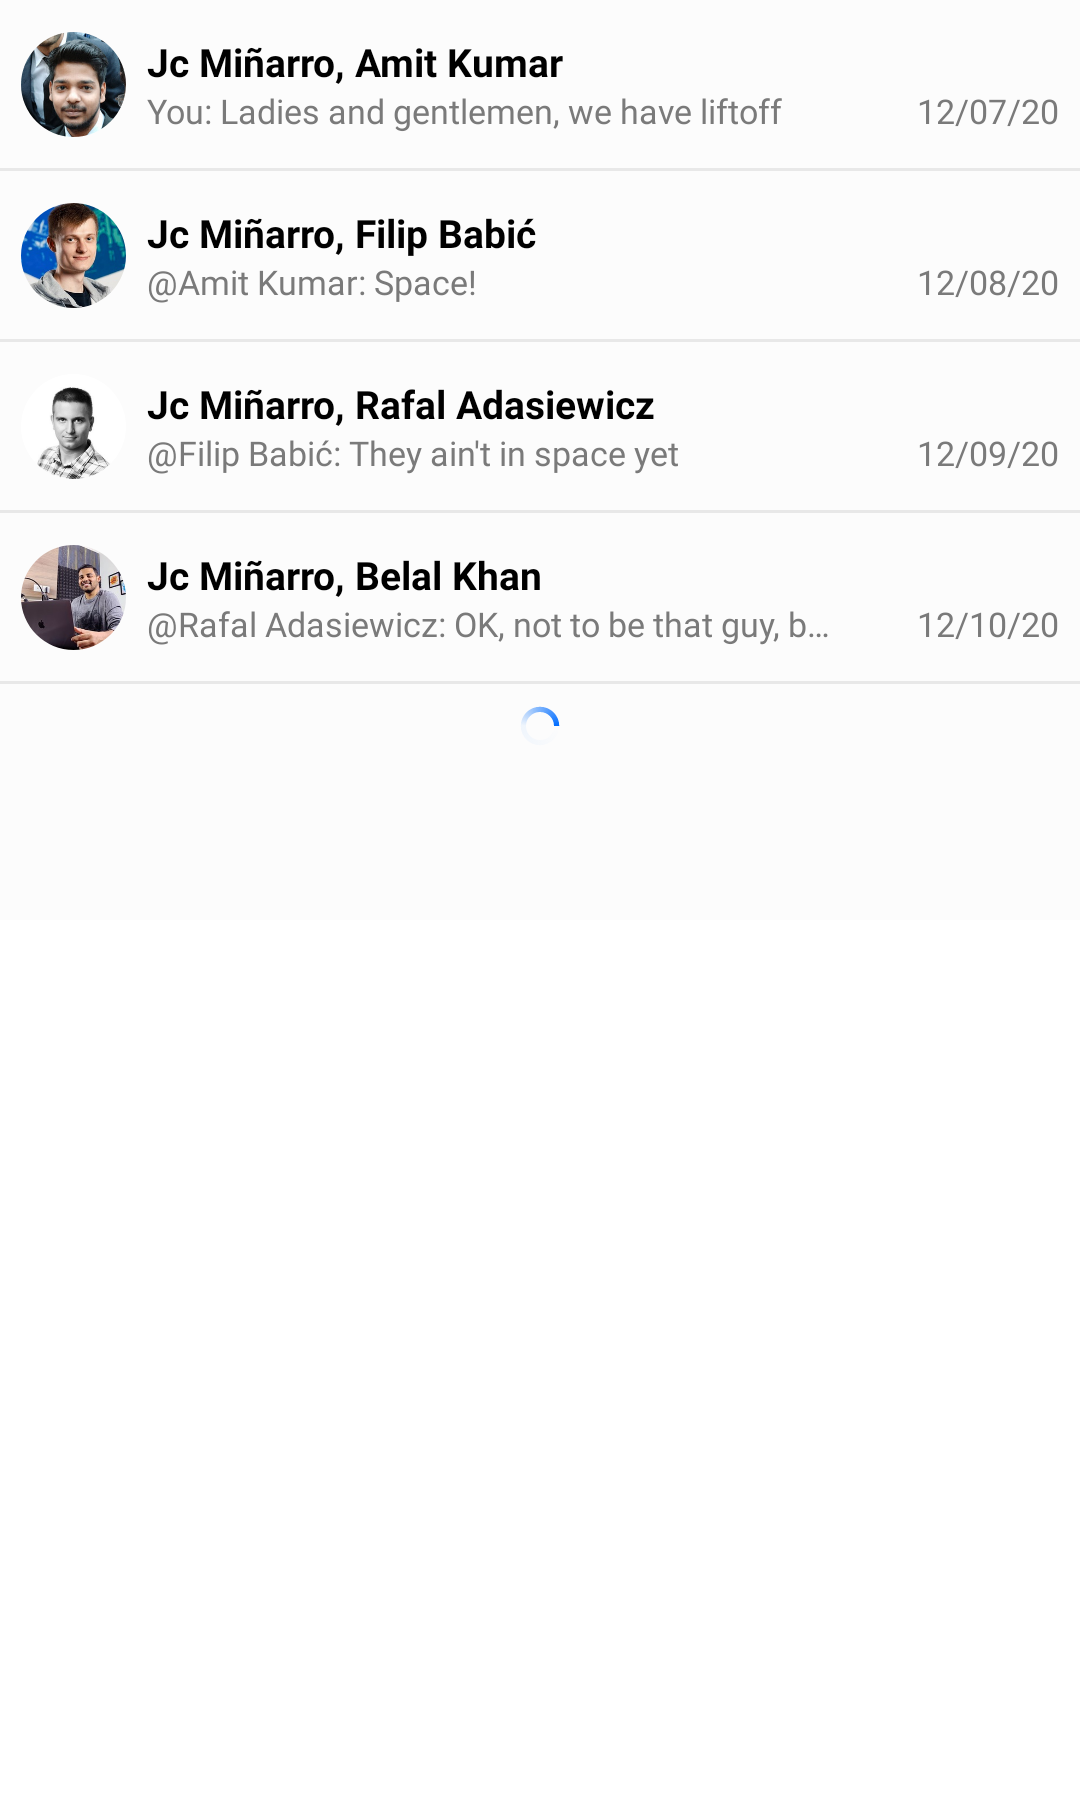 Jc Miñarro, Amit Kumar
You: Ladies and gentlemen, we have liftoff 12/07/20
Jc Miñarro, Filip Babić
@Amit Kumar: Space! 12/08/20
Jc Miñarro, Rafal Adasiewicz
@Filip Babić: They ain't in space yet 12/09/20
Jc Miñarro, Belal Khan
@Rafal Adasiewicz: OK, not to be that guy, b... 12/10/20